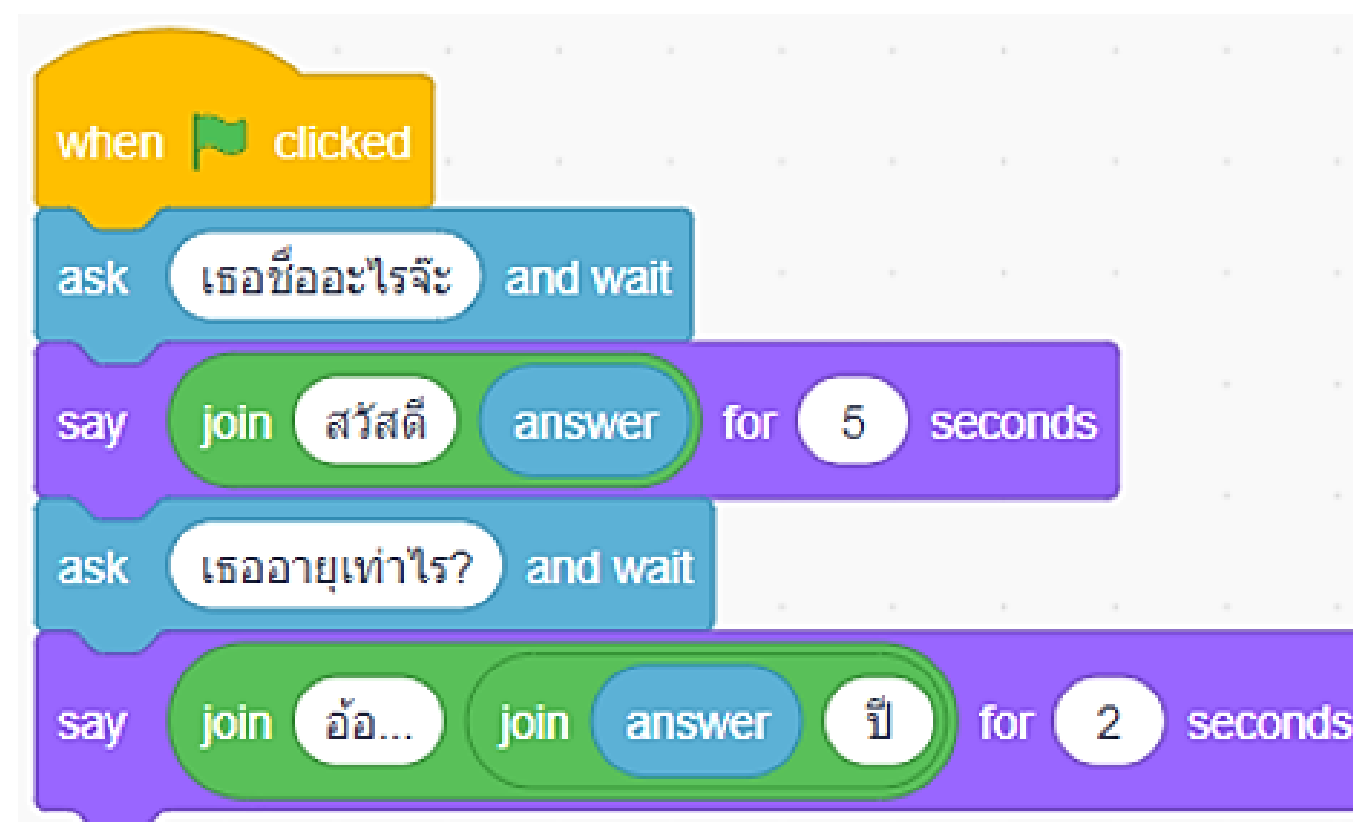 when clicked
ask เธอชื่ออะไรจ๊ะ and wait
say join สวัสดี answer for 5 seconds
ask เธออายุเท่าไร? and wait
say join อ้อ... join answer ปี for 2 seconds